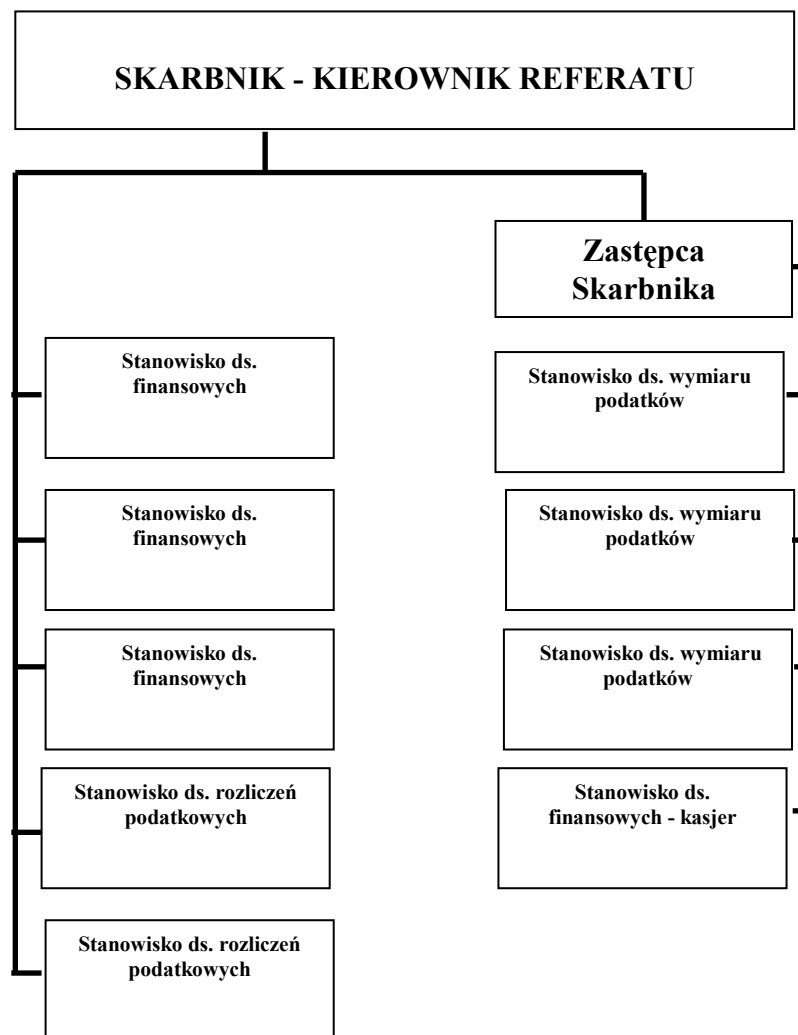 SKARBNIK - KIEROWNIK REFERATU
Zastępca
Skarbnika
Stanowisko ds.
finansowych
Stanowisko ds. wymiaru
podatków
Stanowisko ds.
finansowych
Stanowisko ds. wymiaru
podatków
Stanowisko ds.
finansowych
Stanowisko ds. wymiaru
podatków
Stanowisko ds. rozliczeń
podatkowych
Stanowisko ds.
finansowych - kasjer
Stanowisko ds. rozliczeń
podatkowych